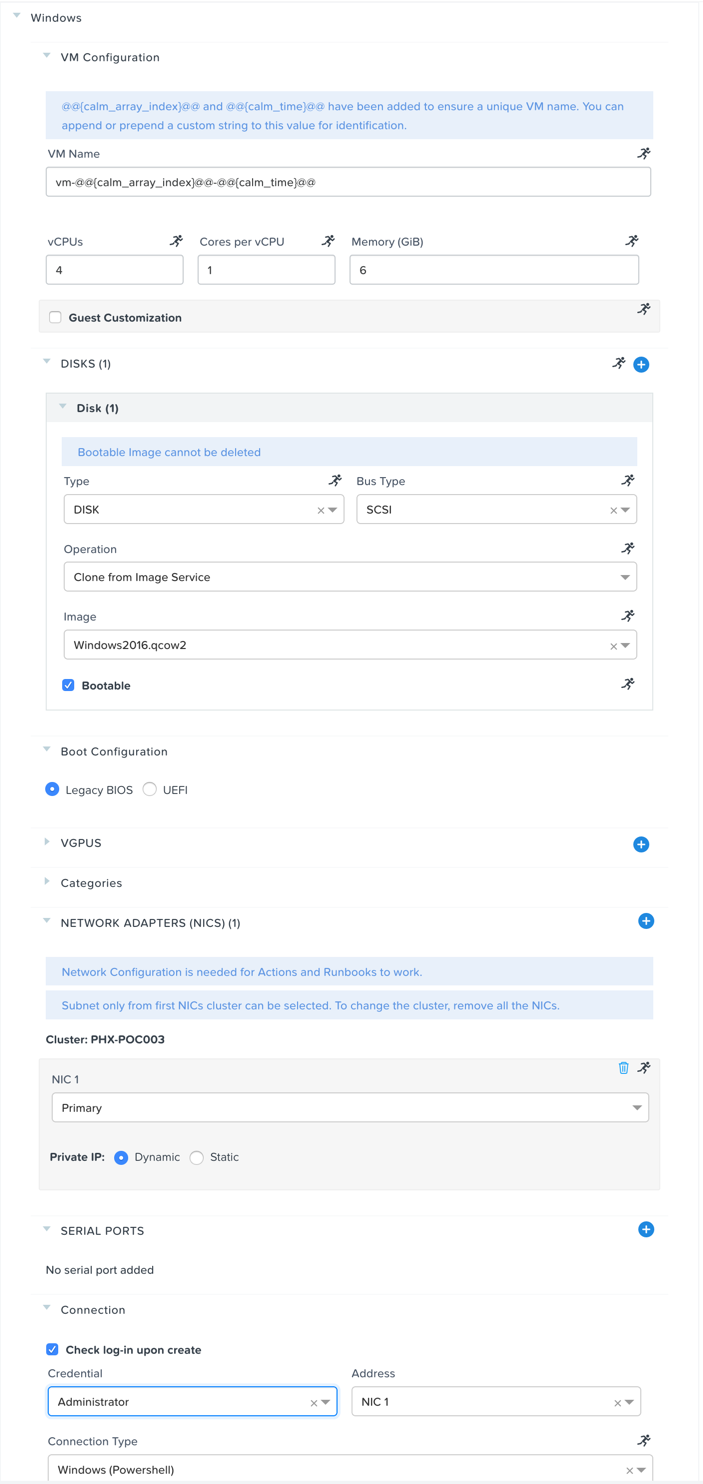 Windows
VM Configuration
@@{calm_array_index}@@ and @@{calm_time}@@ have been added to ensure a unique VM name. You can
append or prepend a custom string to this value for identification.
VM Name
vm-@@{calm_array_index}@@-@@{calm_time}@@
vCPUs Cores per vCPU Memory (GiB)
4 1 6
Guest Customization
DISKS (1)
Disk (1)
Bootable Image cannot be deleted
Type Bus Type
DISK SCSI
Operation
Clone from Image Service
Image
Windows2016.qcow2
Bootable
Boot Configuration
Legacy BIOS UEFI
VGPUS
Categories
NETWORK ADAPTERS (NICS) (1)
Network Configuration is needed for Actions and Runbooks to work.
Subnet only from first NICs cluster can be selected. To change the cluster, remove all the NICs.
Cluster: PHX-POC003
NIC 1
Primary
Private IP: Dynamic Static
SERIAL PORTS
No serial port added
Connection
Check log-in upon create
Credential Address
Administrator NIC 1
Connection Type
Windows (Powershell)